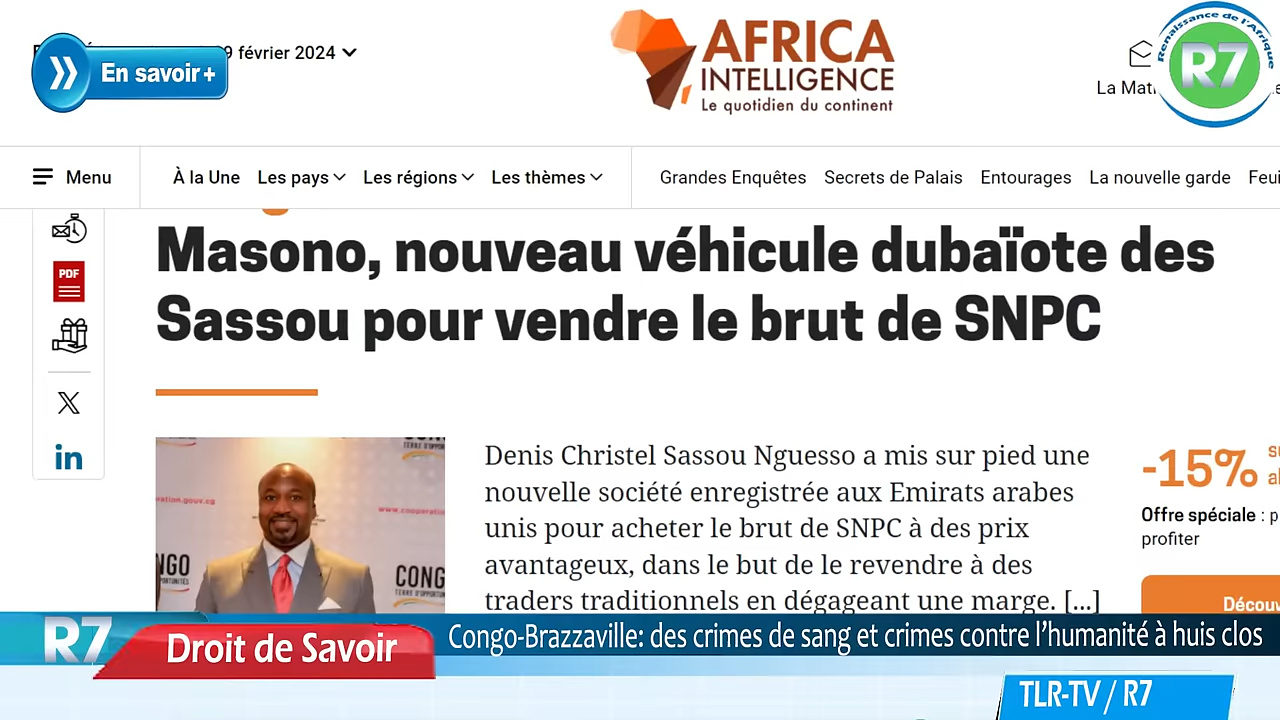 9 février 2024
En savoir+
AFRICA
INTELLIGENCE
Le quotidien du continent
Renaissance de l'Afrique
R7
Menu
À la Une
Les pays
Les régions
Les thèmes
Grandes Enquêtes
Secrets de Palais
Entourages
La nouvelle garde
PDF
Masono, nouveau véhicule dubaïote des
Sassou pour vendre le brut de SNPC
in
Denis Christel Sassou Nguesso a mis sur pied une
nouvelle société enregistrée aux Emirats arabes
unis pour acheter le brut de SNPC à des prix
avantageux, dans le but de le revendre à des
traders traditionnels en dégageant une marge. [...]
-15%
Offre spéciale : p
profiter
R7
Droit de Savoir
Congo-Brazzaville: des crimes de sang et crimes contre l'humanité à huis clos
TLR-TV / R7